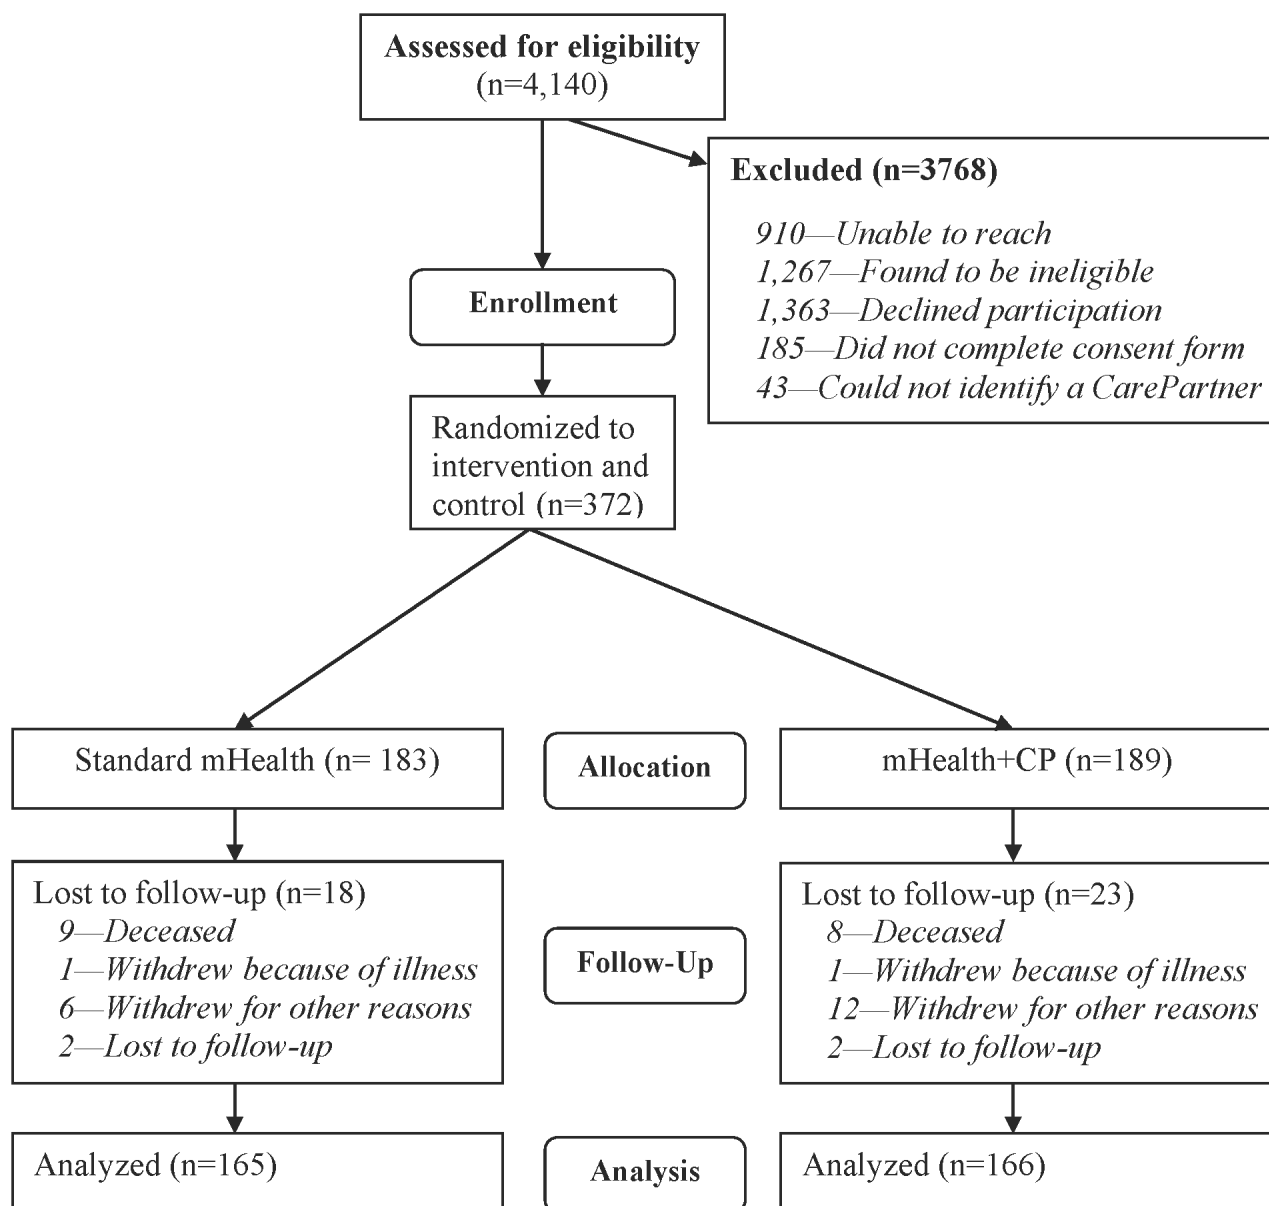 Assessed for eligibility
(n=4,140)
Excluded (n=3768)
910—Unable to reach
1,267—Found to be ineligible
1,363—Declined participation
185—Did not complete consent form
43—Could not identify a CarePartner
Enrollment
Randomized to
intervention and
control (n=372)
Standard mHealth (n= 183)
Allocation
mHealth+CP (n=189)
Lost to follow-up (n=18)
9—Deceased
1—Withdrew because of illness
6—Withdrew for other reasons
2—Lost to follow-up
Follow-Up
Lost to follow-up (n=23)
8—Deceased
1—Withdrew because of illness
12—Withdrew for other reasons
2—Lost to follow-up
Analyzed (n=165)
Analysis
Analyzed (n=166)